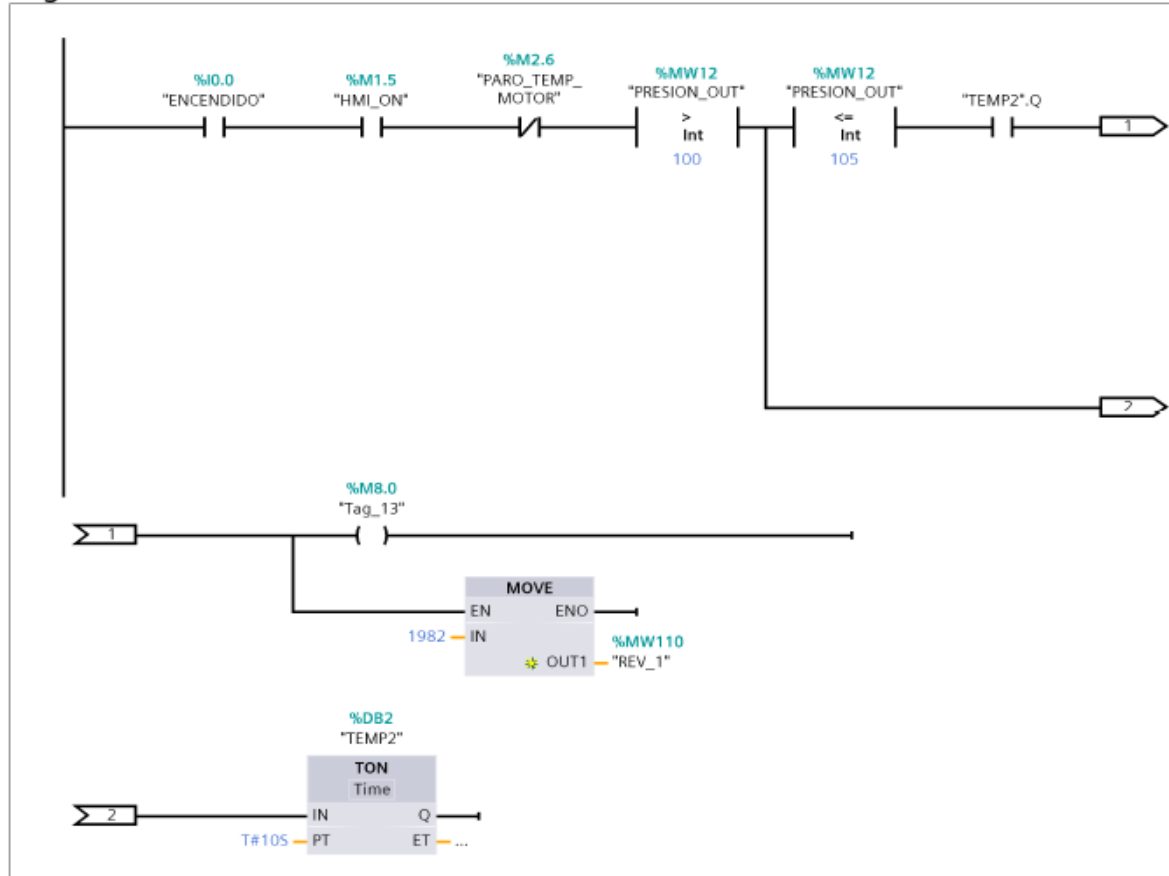 %I0.0
"ENCENDIDO"
%M1.5
"HMI_ON"
%M2.6
"PARO_TEMP_
MOTOR"
%MW12
"PRESION_OUT"
>
Int
100
%MW12
"PRESION_OUT"
<=
Int
105
"TEMP2".Q
1
2
1
%M8.0
"Tag_13"
MOVE
EN ENO
1982 IN
%MW110
OUT1 "REV_1"
%DB2
"TEMP2"
TON
Time
2 IN Q
T#10S PT ET ...